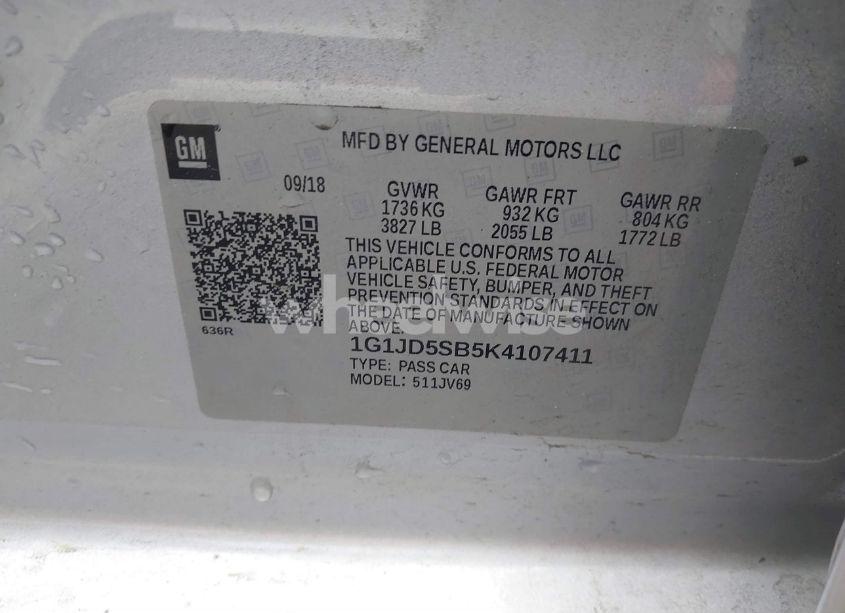 GM
MFD BY GENERAL MOTORS LLC
09/18
GVWR
1736 KG
3827 LB
GAWR FRT
932 KG
2055 LB
GAWR RR
804 KG
1772 LB
THIS VEHICLE CONFORMS TO ALL
APPLICABLE U.S. FEDERAL MOTOR
VEHICLE SAFETY, BUMPER, AND THEFT
PREVENTION STANDARDS IN EFFECT ON
THE DATE OF MANUFACTURE SHOWN
ABOVE.
636R
1G1JD5SB5K4107411
TYPE: PASS CAR
MODEL: 511JV69